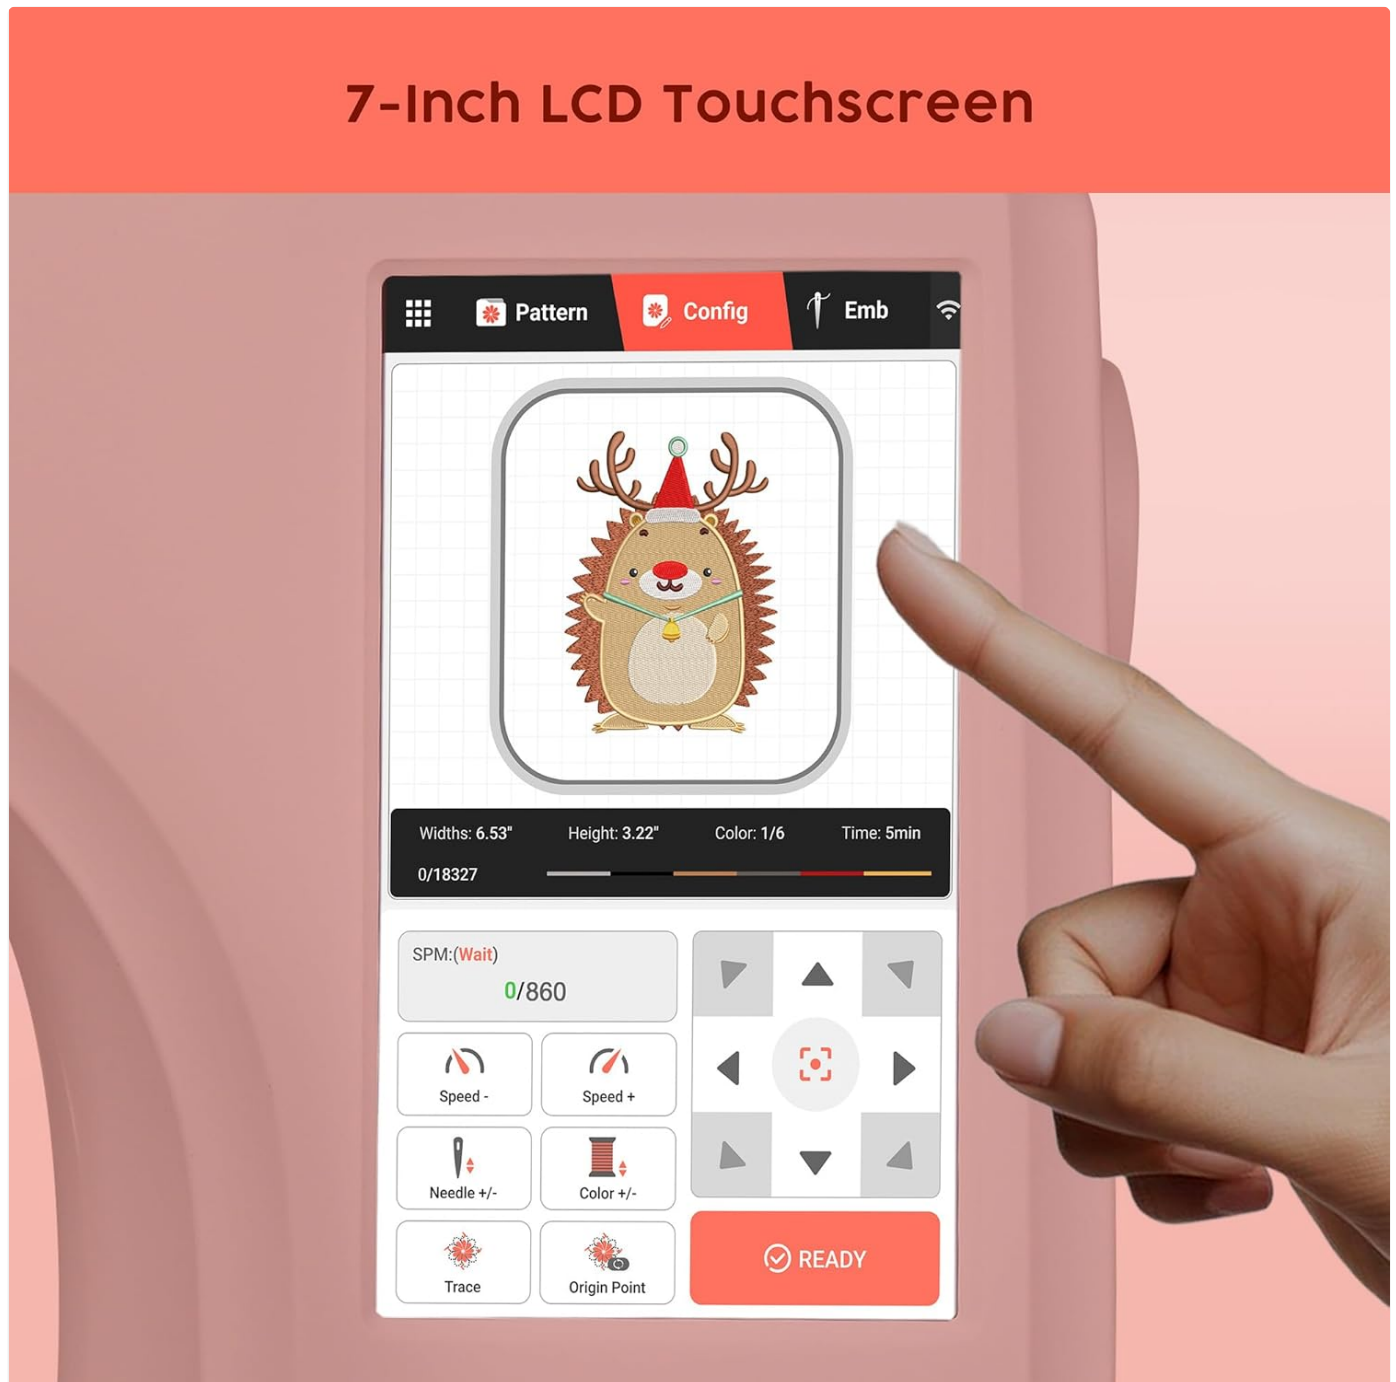 7-Inch LCD Touchscreen
Pattern
Config
Emb
Widths: 6.53" Height: 3.22" Color: 1/6 Time: 5min
0/18327
SPM:(Wait)
0/860
Speed -
Speed +
Needle +/-
Color +/-
Trace
Origin Point
READY